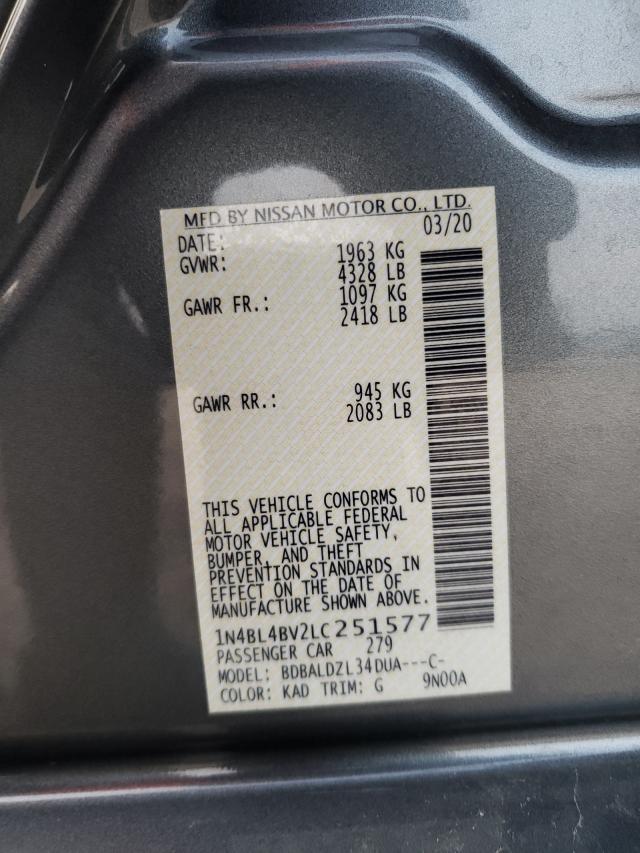 MFD BY NISSAN MOTOR CO., LTD.
DATE: 03/20
GVWR: 1963 KG
4328 LB
GAWR FR.: 1097 KG
2418 LB
GAWR RR.: 945 KG
2083 LB
THIS VEHICLE CONFORMS TO
ALL APPLICABLE FEDERAL
MOTOR VEHICLE SAFETY,
BUMPER, AND THEFT
PREVENTION STANDARDS IN
EFFECT ON THE DATE OF
MANUFACTURE SHOWN ABOVE.
1N4BL4BV2LC251577
PASSENGER CAR 279
MODEL: BDBALDZL34DUA---C-
COLOR: KAD TRIM: G 9N00A